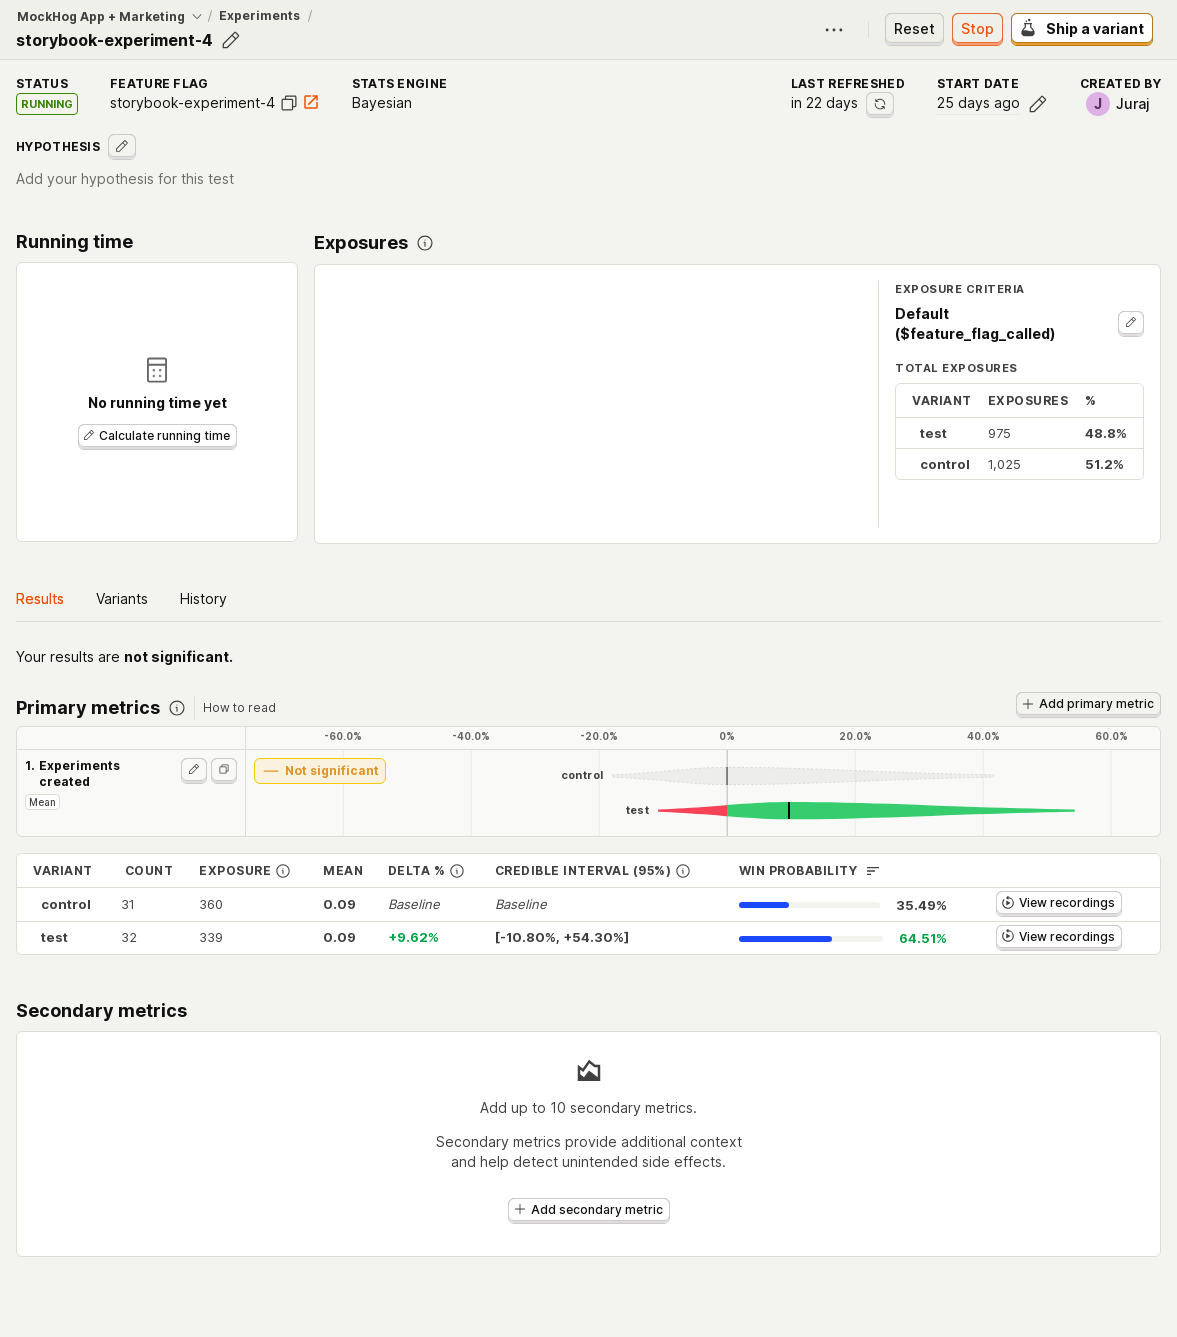 MockHog App + Marketing / Experiments /
storybook-experiment-4
Reset
Stop
Ship a variant
STATUS
RUNNING
FEATURE FLAG
storybook-experiment-4
STATS ENGINE
Bayesian
LAST REFRESHED
in 22 days
START DATE
25 days ago
CREATED BY
J Juraj
HYPOTHESIS
Add your hypothesis for this test
Running time
No running time yet
Calculate running time
Exposures
EXPOSURE CRITERIA
Default
($feature_flag_called)
TOTAL EXPOSURES
VARIANT EXPOSURES %
test 975 48.8%
control 1,025 51.2%
Results Variants History
Your results are not significant.
Primary metrics How to read
Add primary metric
-60.0% -40.0% -20.0% 0% 20.0% 40.0% 60.0%
1. Experiments
created
Mean
Not significant
control
test
VARIANT COUNT EXPOSURE MEAN DELTA % CREDIBLE INTERVAL (95%) WIN PROBABILITY
control 31 360 0.09 Baseline Baseline 35.49% View recordings
test 32 339 0.09 +9.62% [-10.80%, +54.30%] 64.51% View recordings
Secondary metrics
Add up to 10 secondary metrics.
Secondary metrics provide additional context
and help detect unintended side effects.
Add secondary metric